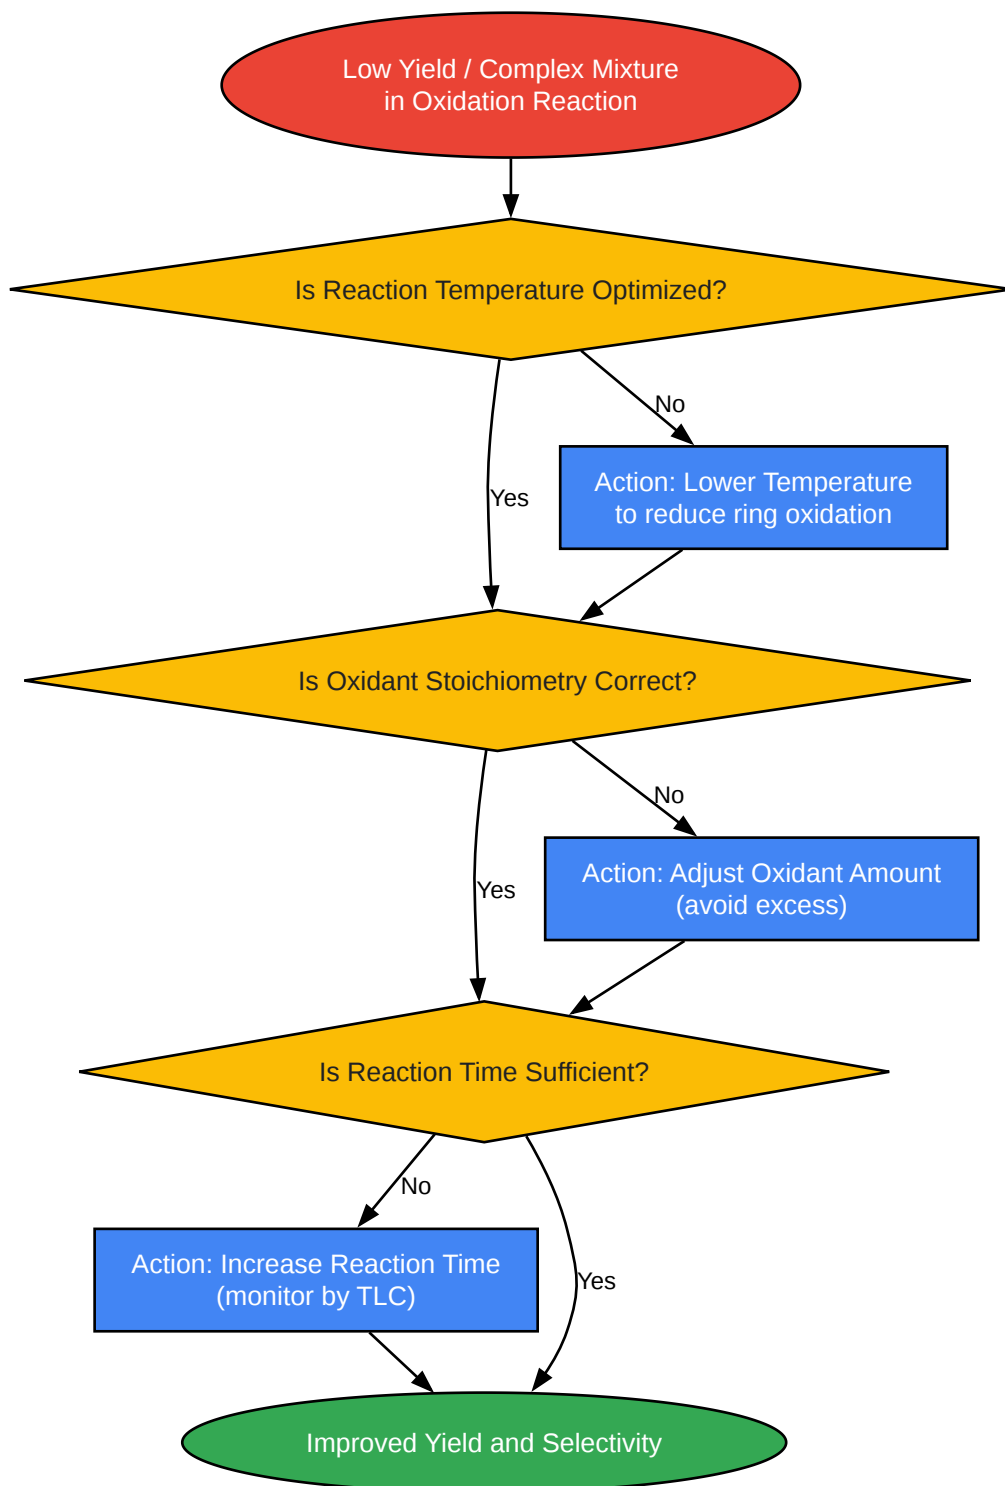 Low Yield / Complex Mixture
in Oxidation Reaction
Is Reaction Temperature Optimized?
No
Action: Lower Temperature
to reduce ring oxidation
Yes
Is Oxidant Stoichiometry Correct?
No
Action: Adjust Oxidant Amount
(avoid excess)
Yes
Is Reaction Time Sufficient?
No
Action: Increase Reaction Time
(monitor by TLC)
Yes
Improved Yield and Selectivity